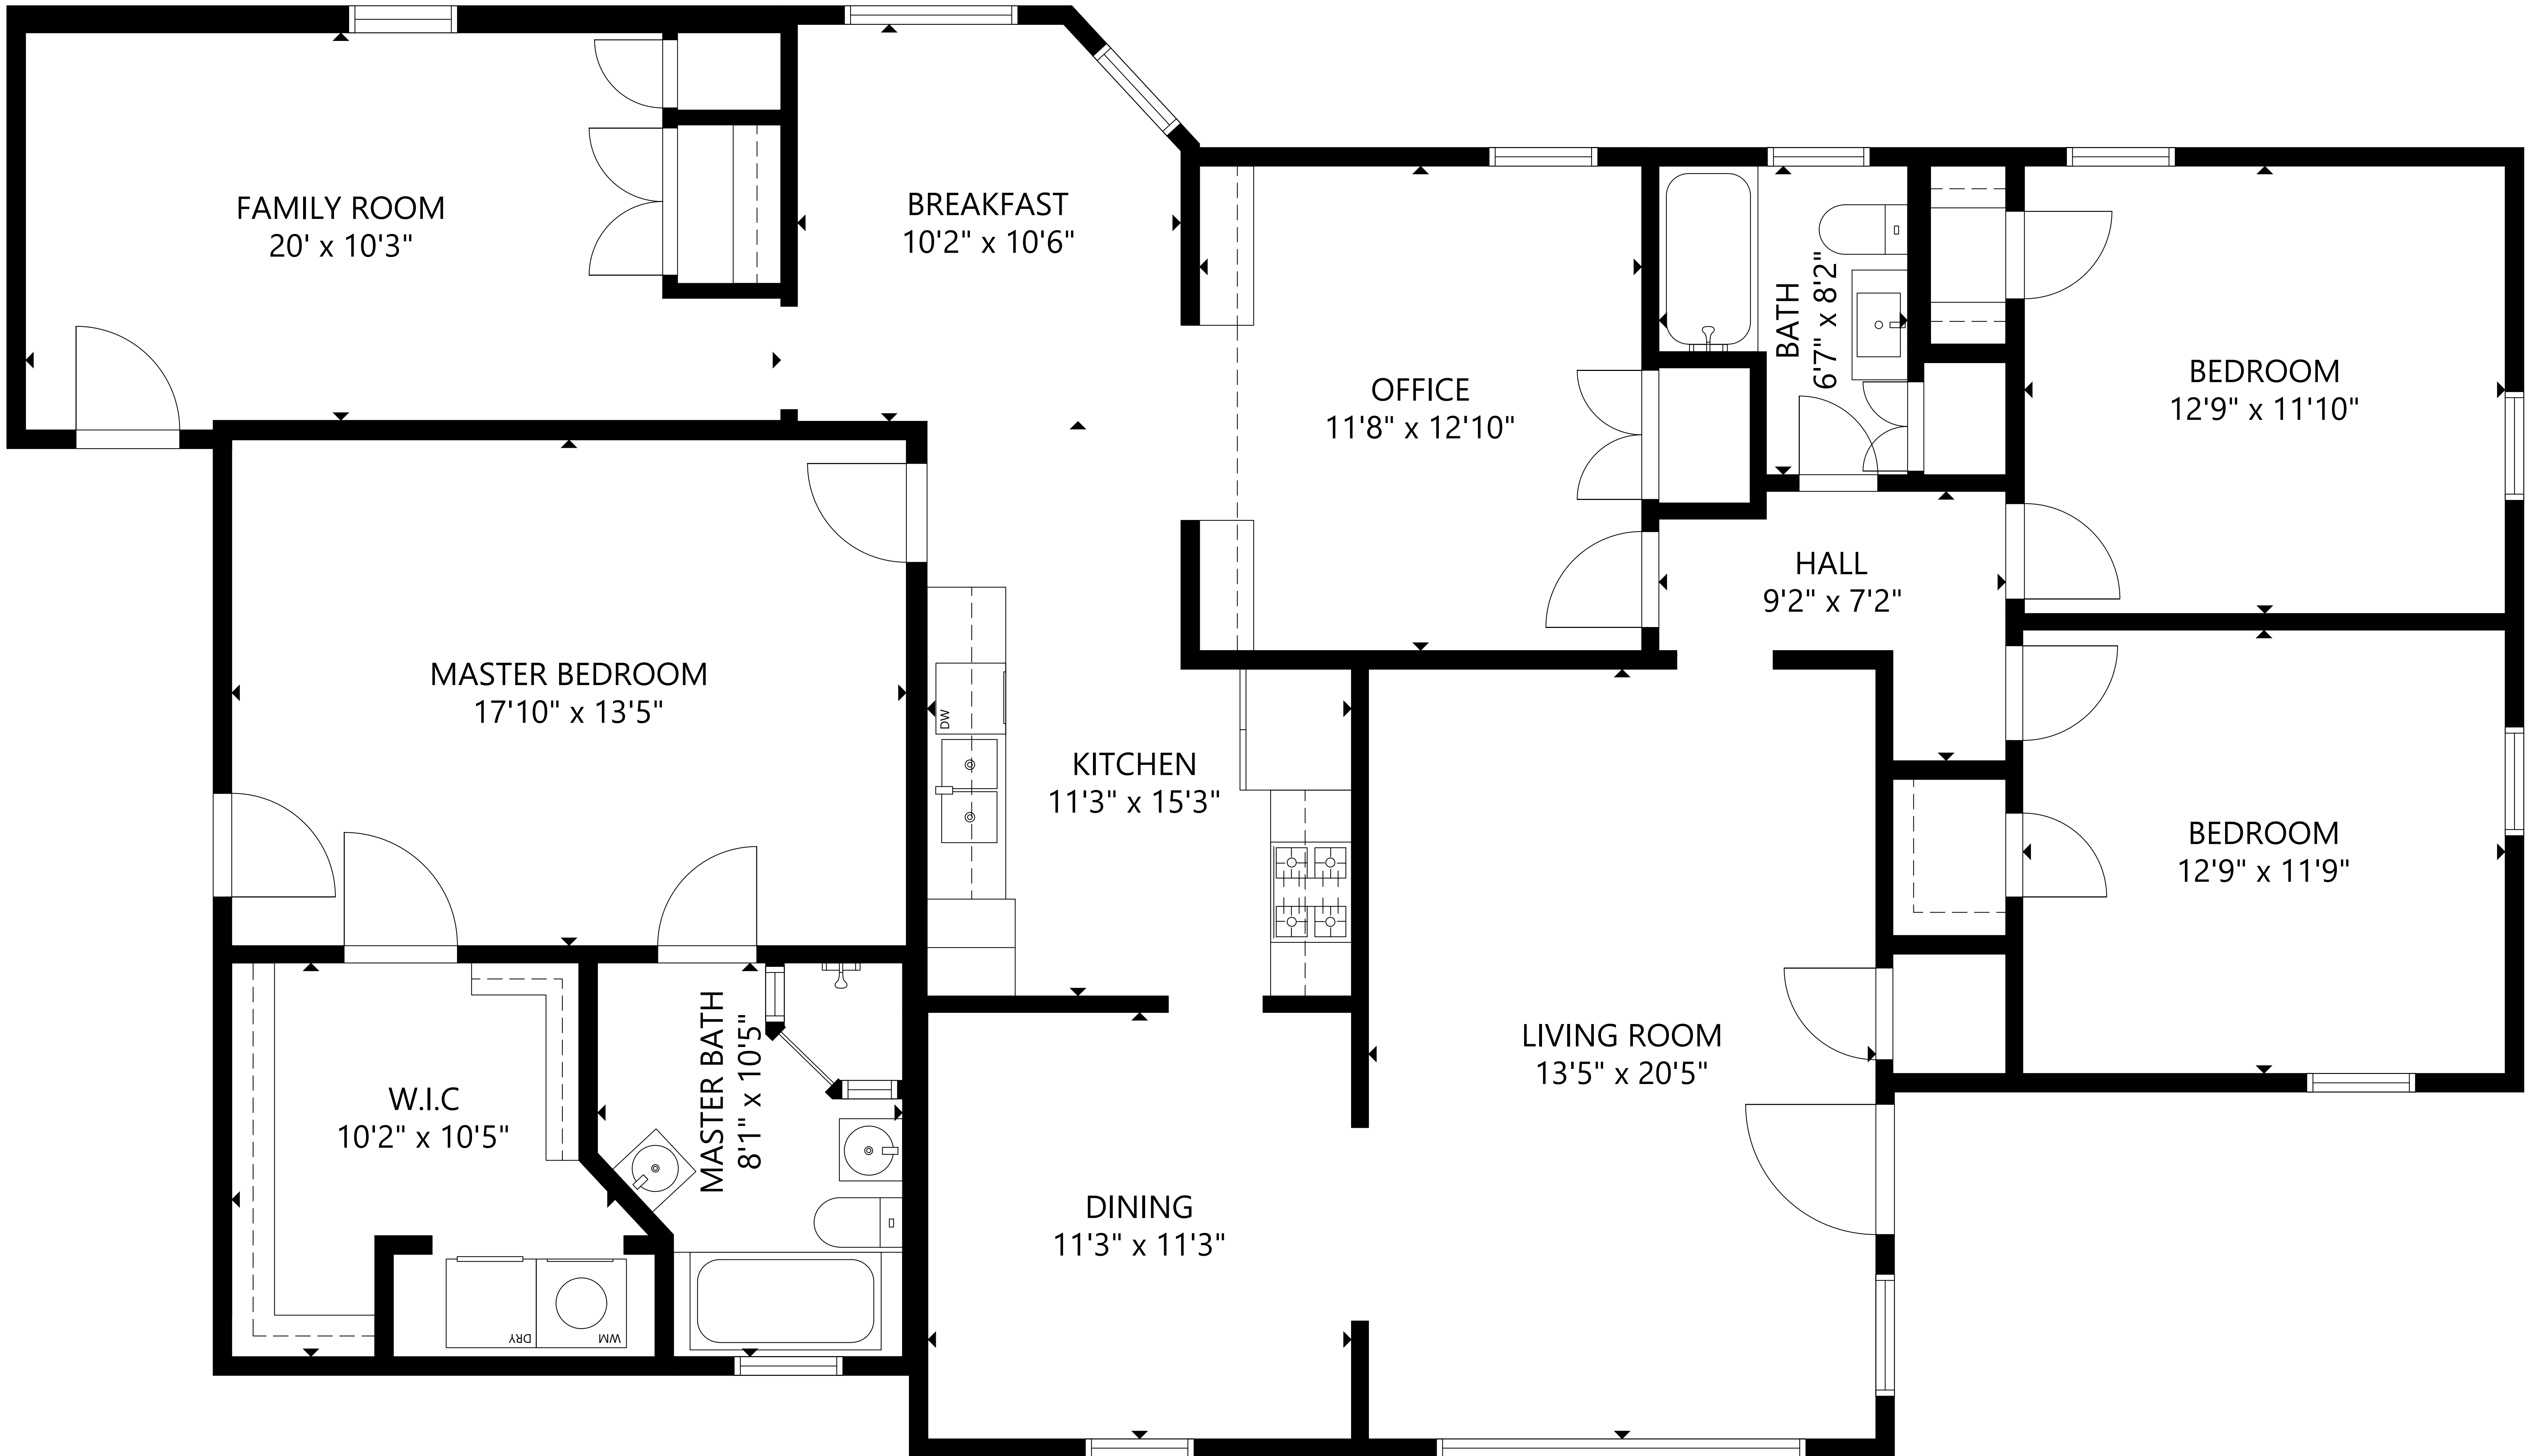 FAMILY ROOM
20' x 10'3"
BREAKFAST
10'2" x 10'6"
OFFICE
11'8" x 12'10"
BATH
6'7" x 8'2"
BEDROOM
12'9" x 11'10"
HALL
9'2" x 7'2"
MASTER BEDROOM
17'10" x 13'5"
DW
KITCHEN
11'3" x 15'3"
BEDROOM
12'9" x 11'9"
LIVING ROOM
13'5" x 20'5"
W.I.C
10'2" x 10'5"
MASTER BATH
8'1" x 10'5"
DINING
11'3" x 11'3"
DRY
WM